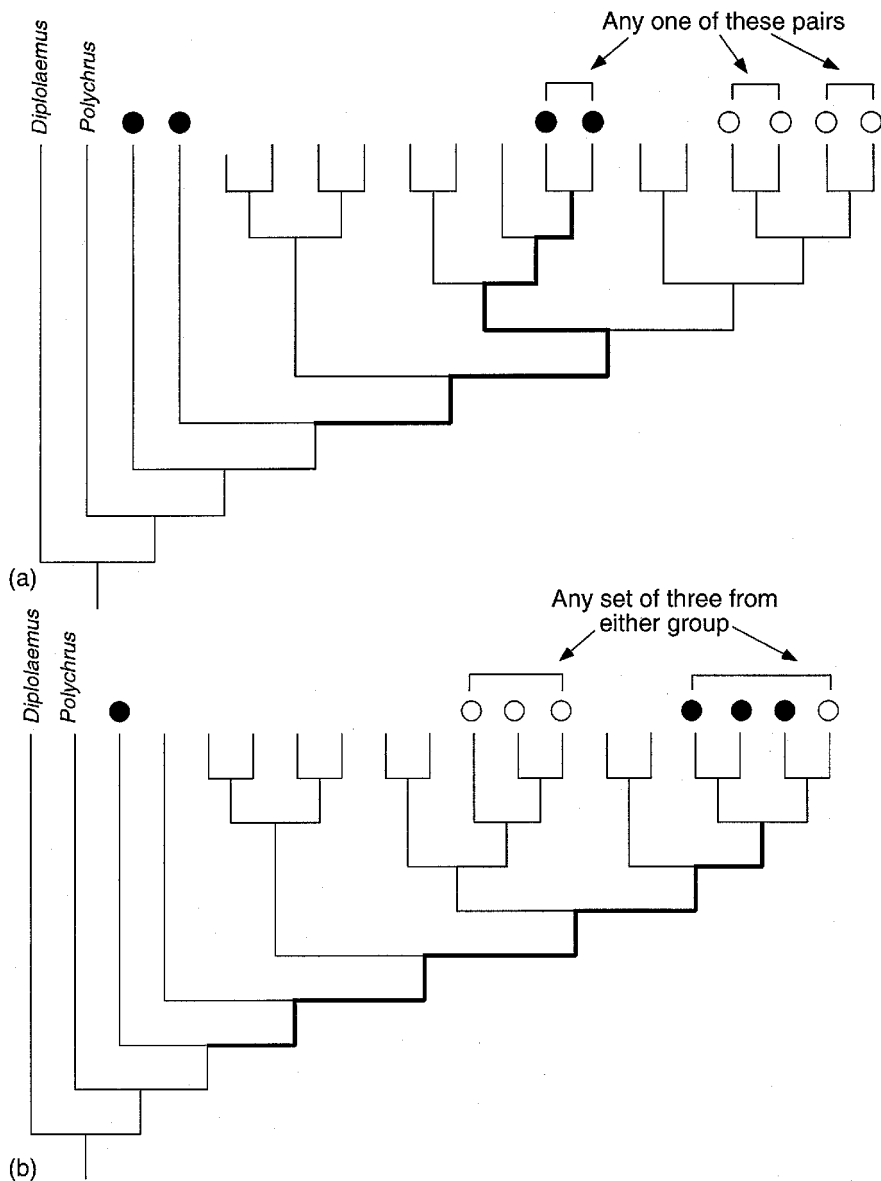 Any one of these pairs
Diplolaemus
Polychrus
(a)
Any set of three from
either group
Diplolaemus
Polychrus
(b)